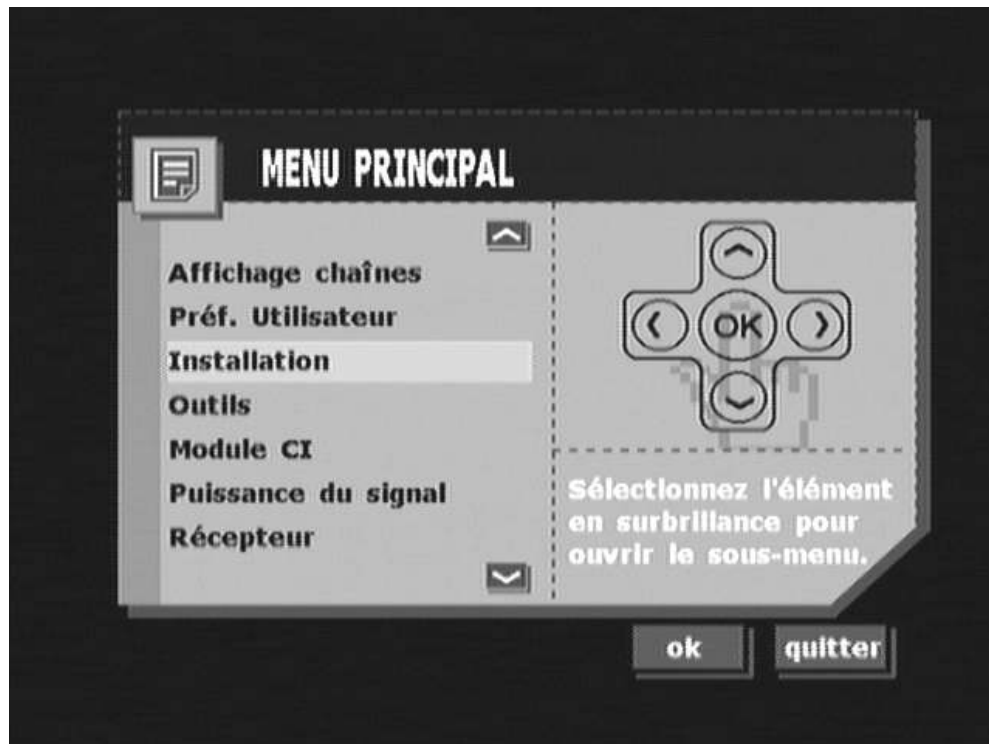 MENU PRINCIPAL
Affichage chaînes
Préf. Utilisateur
Installation
Outils
Module CI
Puissance du signal
Récepteur
OK
Sélectionnez l'élément
en surbrillance pour
ouvrir le sous-menu.
ok
quitter